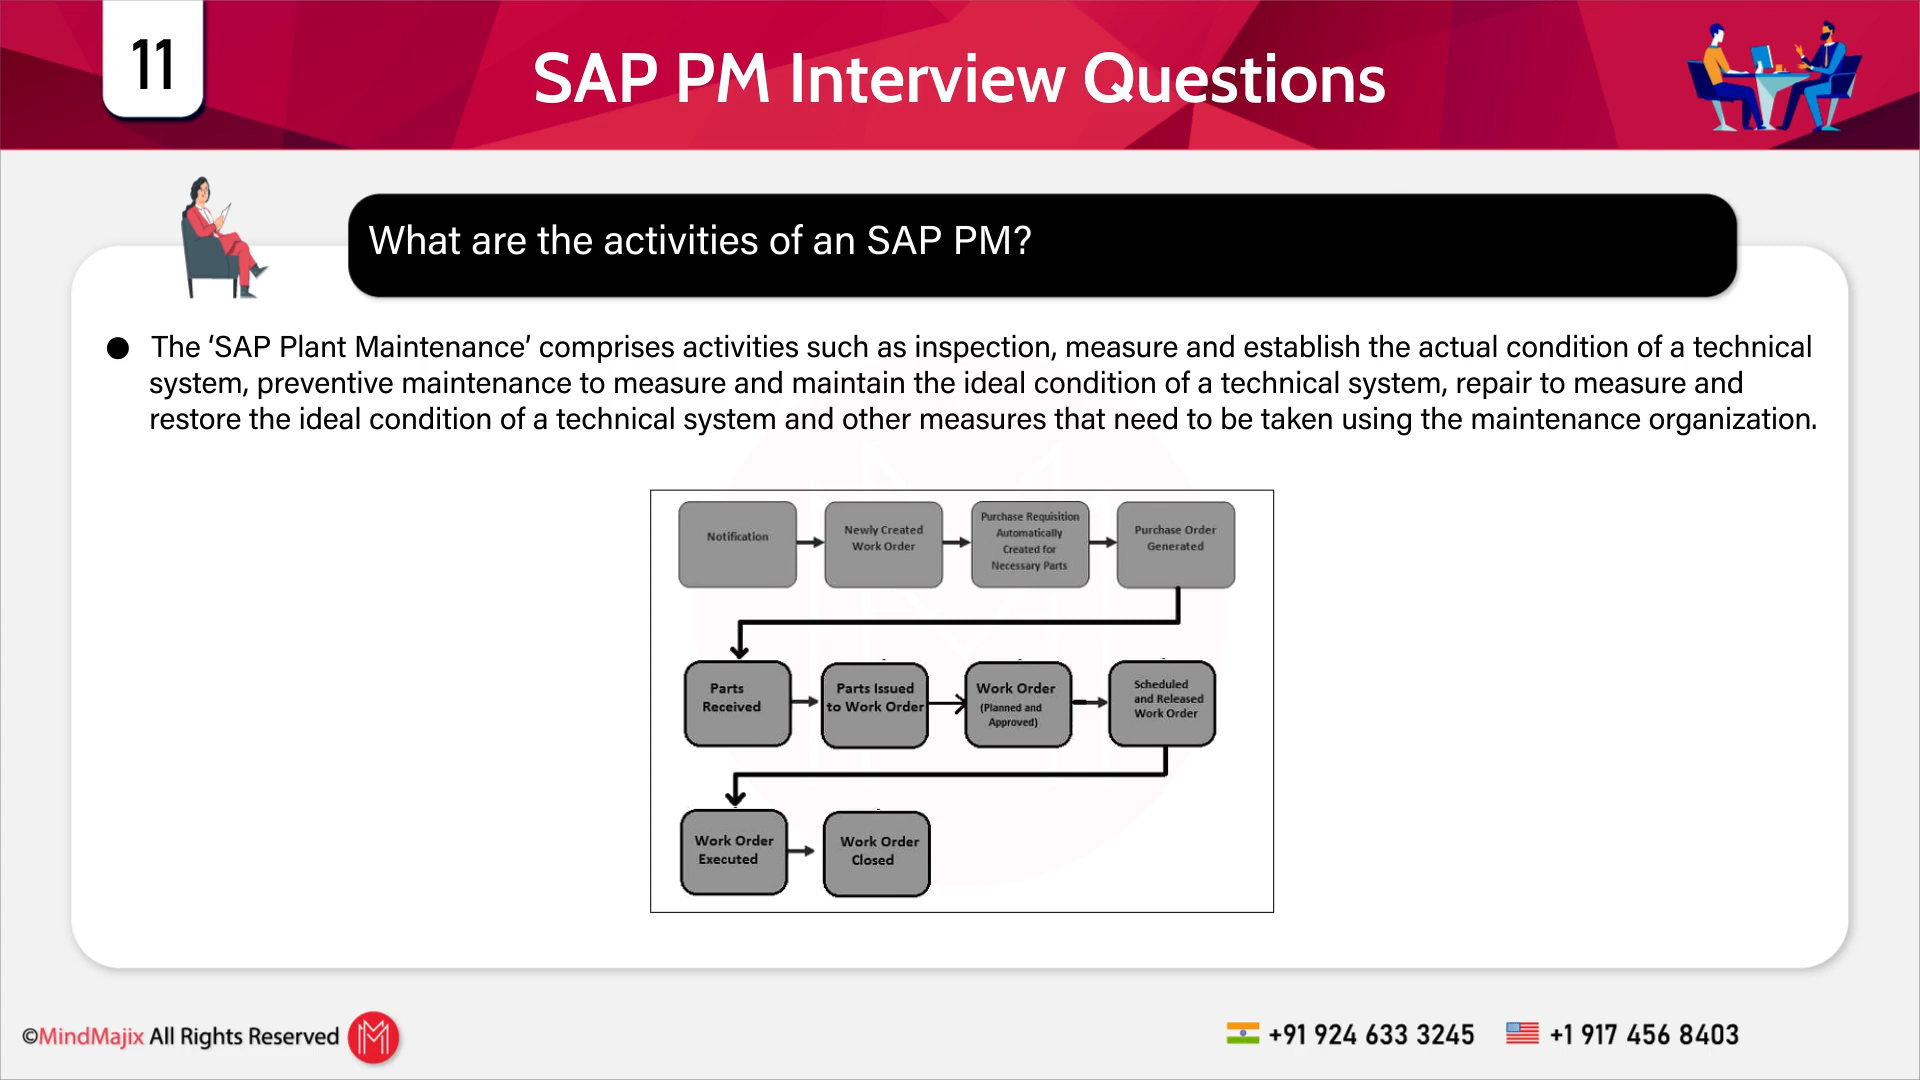 11
SAP PM Interview Questions
What are the activities of an SAP PM?
● The ‘SAP Plant Maintenance’ comprises activities such as inspection, measure and establish the actual condition of a technical
system, preventive maintenance to measure and maintain the ideal condition of a technical system, repair to measure and
restore the ideal condition of a technical system and other measures that need to be taken using the maintenance organization.
Notification
Newly Created
Work Order
Purchase Requisition
Automatically
Created for
Necessary Parts
Purchase Order
Generated
Parts
Received
Parts Issued
to Work Order
Work Order
(Planned and
Approved)
Scheduled
and Released
Work Order
Work Order
Executed
Work Order
Closed
©MindMajix All Rights Reserved
+91 924 633 3245
+1 917 456 8403